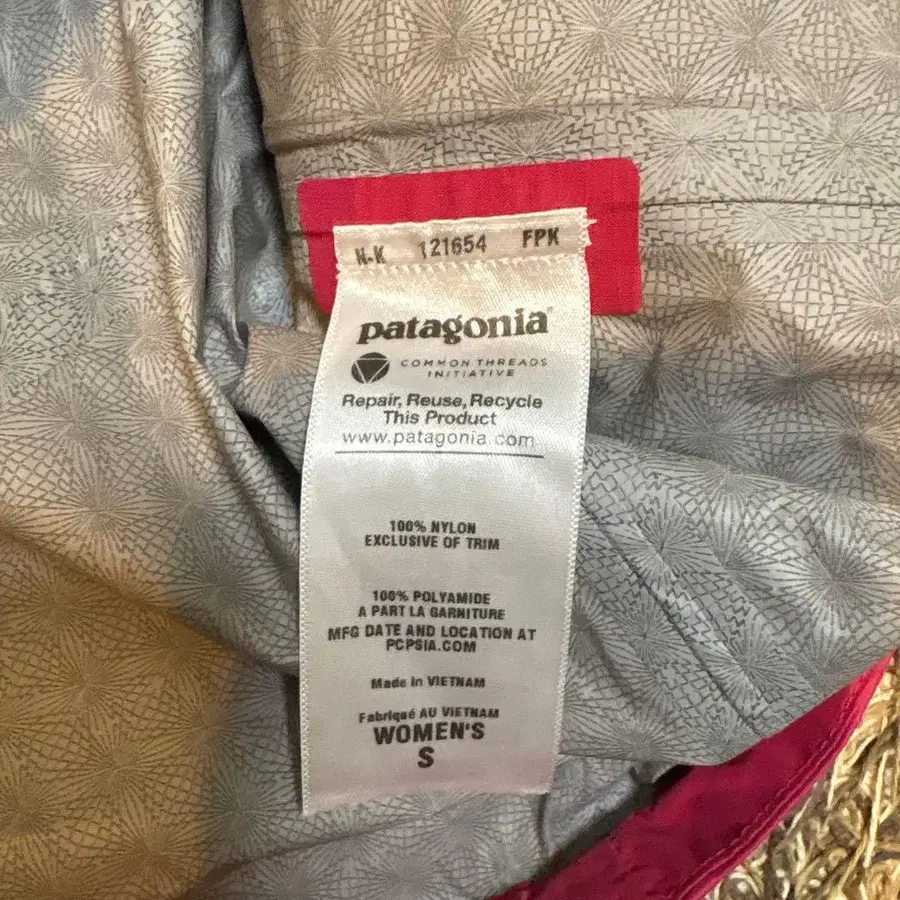 N-K 121654 FPK
patagonia®
COMMON THREADS
INITIATIVE
Repair, Reuse, Recycle
This Product
www.patagonia.com
100% NYLON
EXCLUSIVE OF TRIM
100% POLYAMIDE
A PART LA GARNITURE
MFG DATE AND LOCATION AT
PCPSIA.COM
Made in VIETNAM
Fabriqué AU VIETNAM
WOMEN'S
S